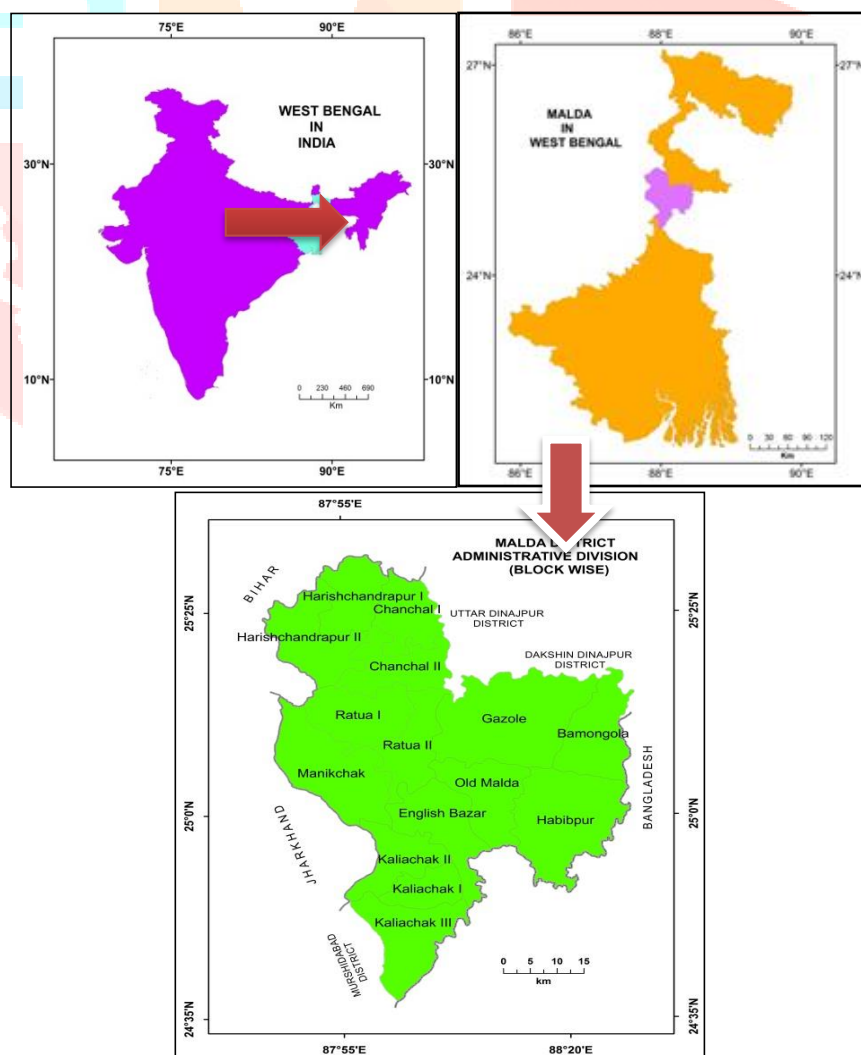 75°E
90°E
WEST BENGAL
IN
INDIA
30°N
30°N
10°N
10°N
0 230 460 690
Km
75°E
90°E
86°E
88°E
90°E
27°N
27°N
MALDA
IN
WEST BENGAL
24°N
24°N
0 30 60 90 120
Km
86°E
88°E
90°E
87°55'E
MALDA DISTRICT
ADMINISTRATIVE DIVISION
(BLOCK WISE)
BIHAR
Harishchandrapur I
Chanchal I
UTTAR DINAJPUR
DISTRICT
25°25'N
25°25'N
Harishchandrapur II
DAKSHIN DINAJPUR
DISTRICT
Chanchal II
Ratua I
Gazole
Bamongola
Ratua II
Manikchak
Old Malda
BANGLADESH
English Bazar
Habibpur
25°0'N
25°0'N
JHARKHAND
Kaliachak II
Kaliachak I
Kaliachak III
MURSHIDABAD
DISTRICT
0 5 10 15
km
24°35'N
24°35'N
87°55'E
88°20'E